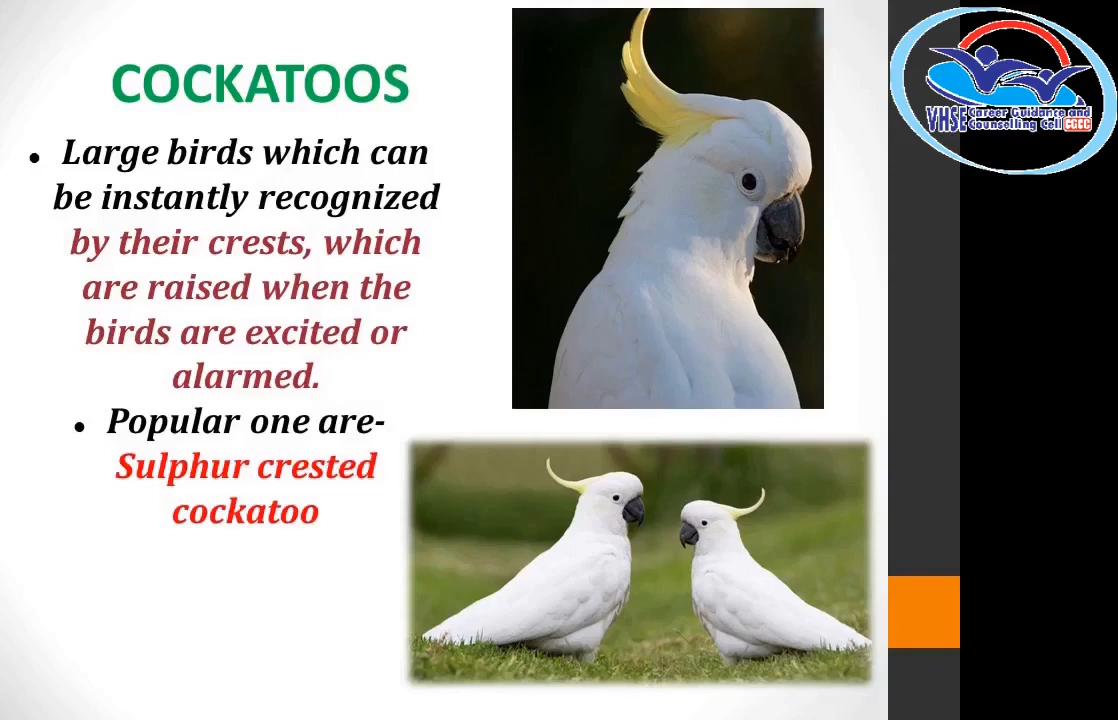 COCKATOOS
• Large birds which can
be instantly recognized
by their crests, which
are raised when the
birds are excited or
alarmed.
• Popular one are-
Sulphur crested
cockatoo
VHSE Career Guidance and
Counselling Cell CGCC